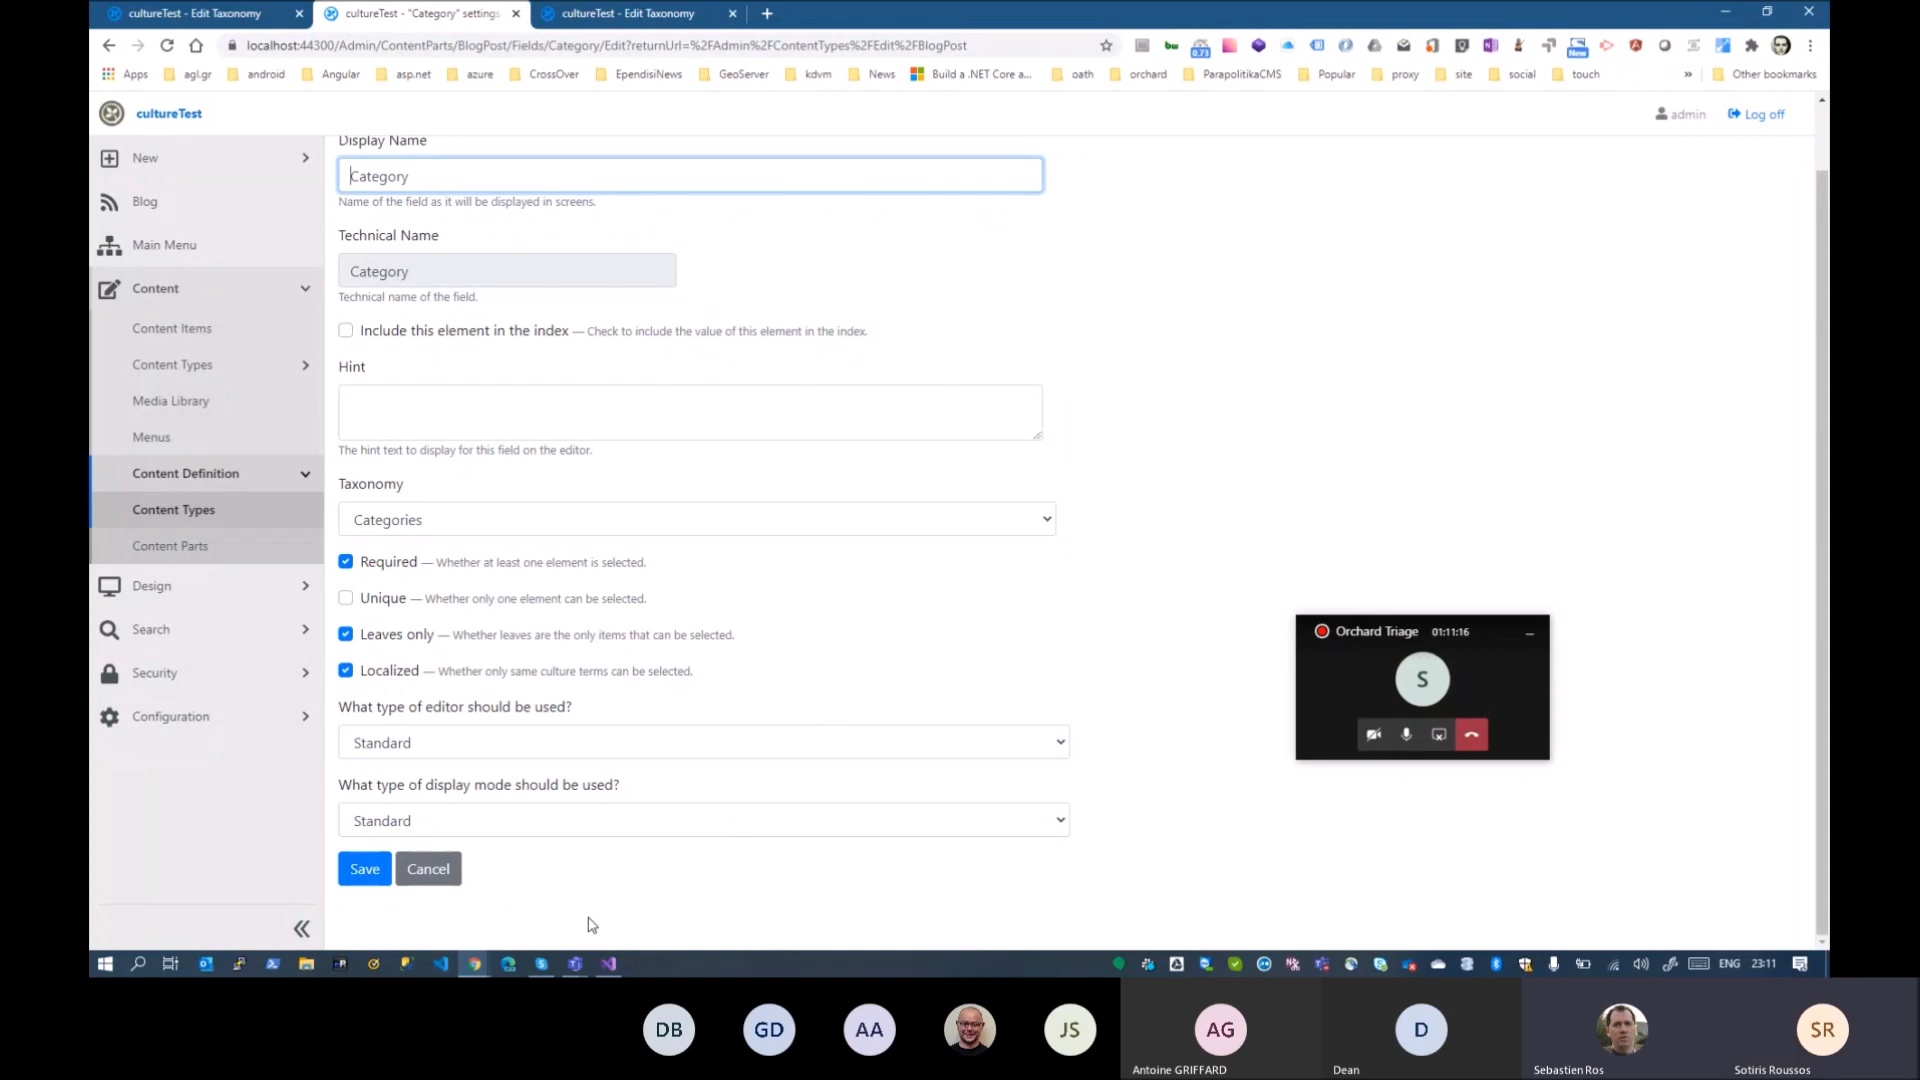 cultureTest - Edit Taxonomy
cultureTest - "Category" settings
cultureTest - Edit Taxonomy
localhost:44300/Admin/ContentParts/BlogPost/Fields/Category/Edit?returnUrl=%2FAdmin%2FContentTypes%2FEdit%2FBlogPost
0.73
New
Apps
agl.gr
android
Angular
asp.net
azure
CrossOver
EpendisiNews
GeoServer
kdvm
News
Build a .NET Core a...
oath
orchard
ParapolitikaCMS
Popular
proxy
site
social
touch
»
Other bookmarks
cultureTest
admin
Log off
New
Blog
Main Menu
Content
Content Items
Content Types
Media Library
Menus
Content Definition
Content Types
Content Parts
Design
Search
Security
Configuration
Display Name
Category
Name of the field as it will be displayed in screens.
Technical Name
Category
Technical name of the field.
Include this element in the index — Check to include the value of this element in the index.
Hint
The hint text to display for this field on the editor.
Taxonomy
Categories
Required — Whether at least one element is selected.
Unique — Whether only one element can be selected.
Leaves only — Whether leaves are the only items that can be selected.
Localized — Whether only same culture terms can be selected.
What type of editor should be used?
Standard
What type of display mode should be used?
Standard
Save
Cancel
Orchard Triage 01:11:16
S
ENG 23:11
DB
GD
AA
JS
AG
D
SR
Antoine GRIFFARD
Dean
Sebastien Ros
Sotiris Roussos